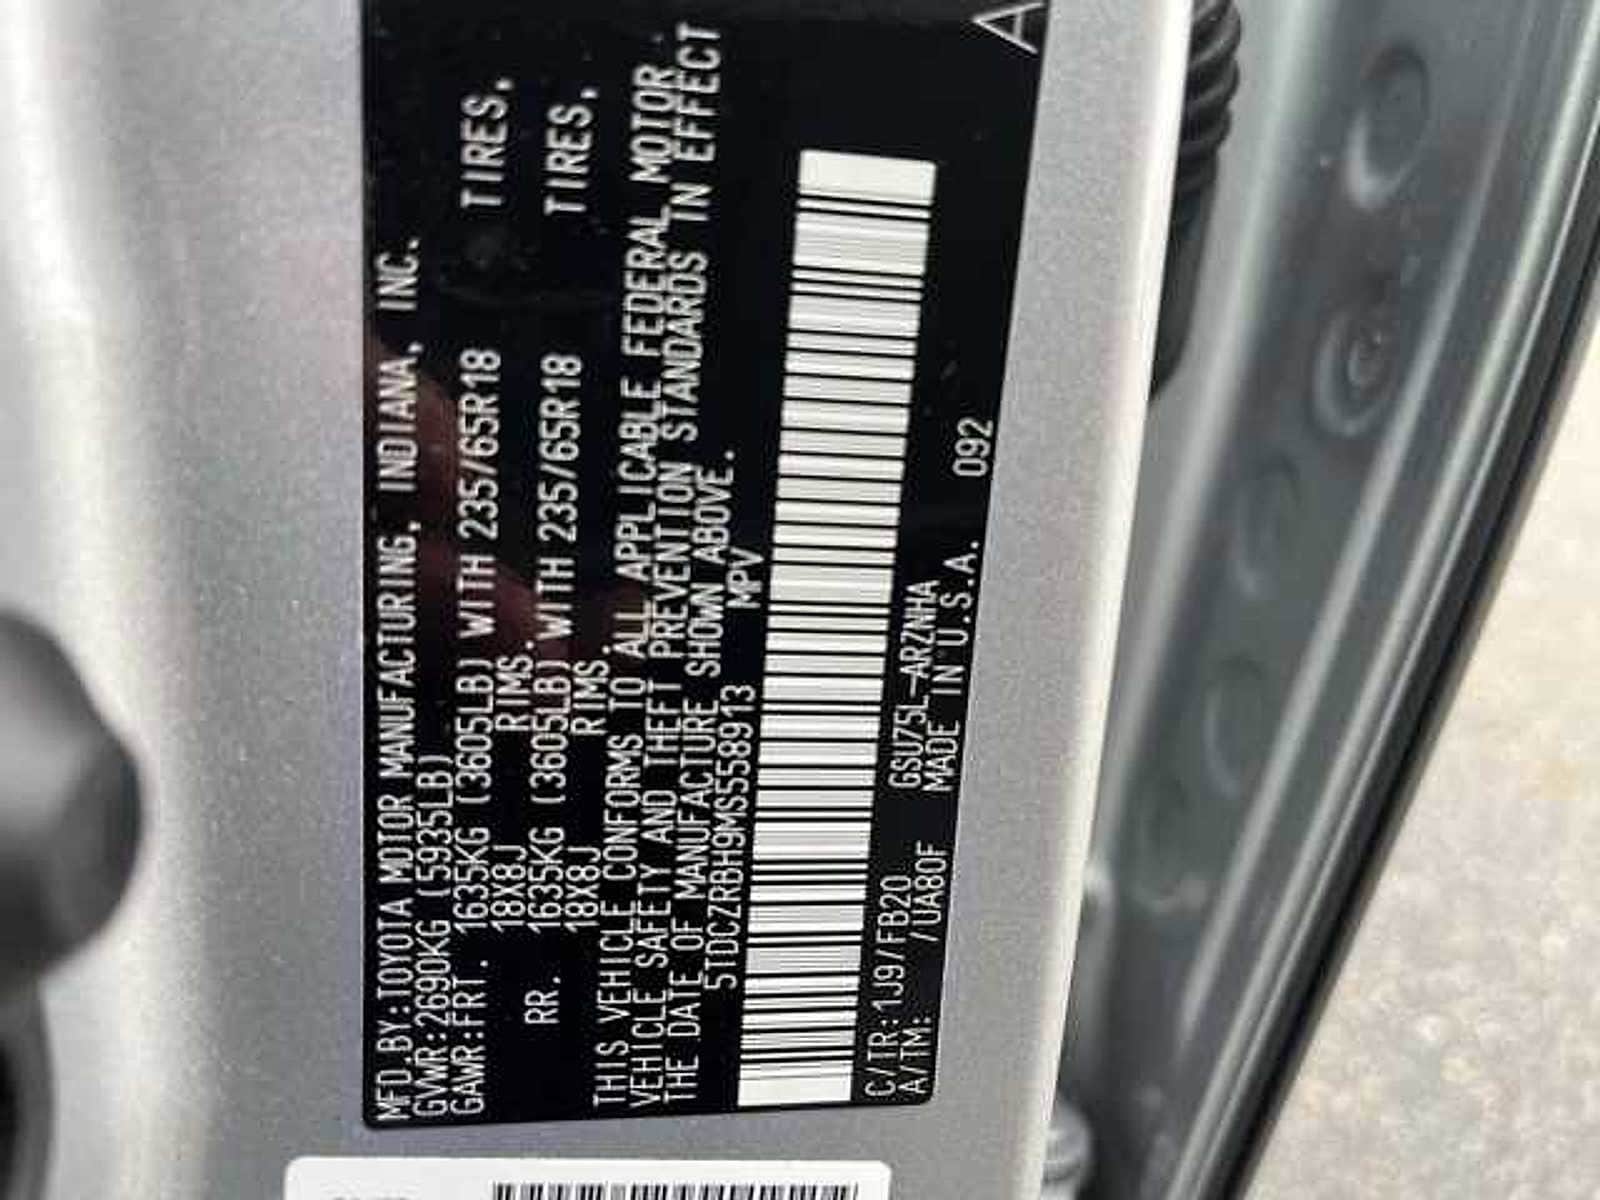 MFD.BY:TOYOTA MOTOR MANUFACTURING, INDIANA, INC.
GVWR:2690KG (5935LB)
GAWR:FRT. 1635KG (3605LB) WITH 235/65R18 TIRES,
18X8J RIMS.
RR. 1635KG (3605LB) WITH 235/65R18 TIRES,
18X8J RIMS.
THIS VEHICLE CONFORMS TO ALL APPLICABLE FEDERAL MOTOR
VEHICLE SAFETY AND THEFT PREVENTION STANDARDS IN EFFECT
THE DATE OF MANUFACTURE SHOWN ABOVE.
5TDCZRBH9MS558913 MPV
C/TR:1J9/FB20 GSU75L-ARZNHA
A/TM: /UA80F MADE IN U.S.A. 092
A